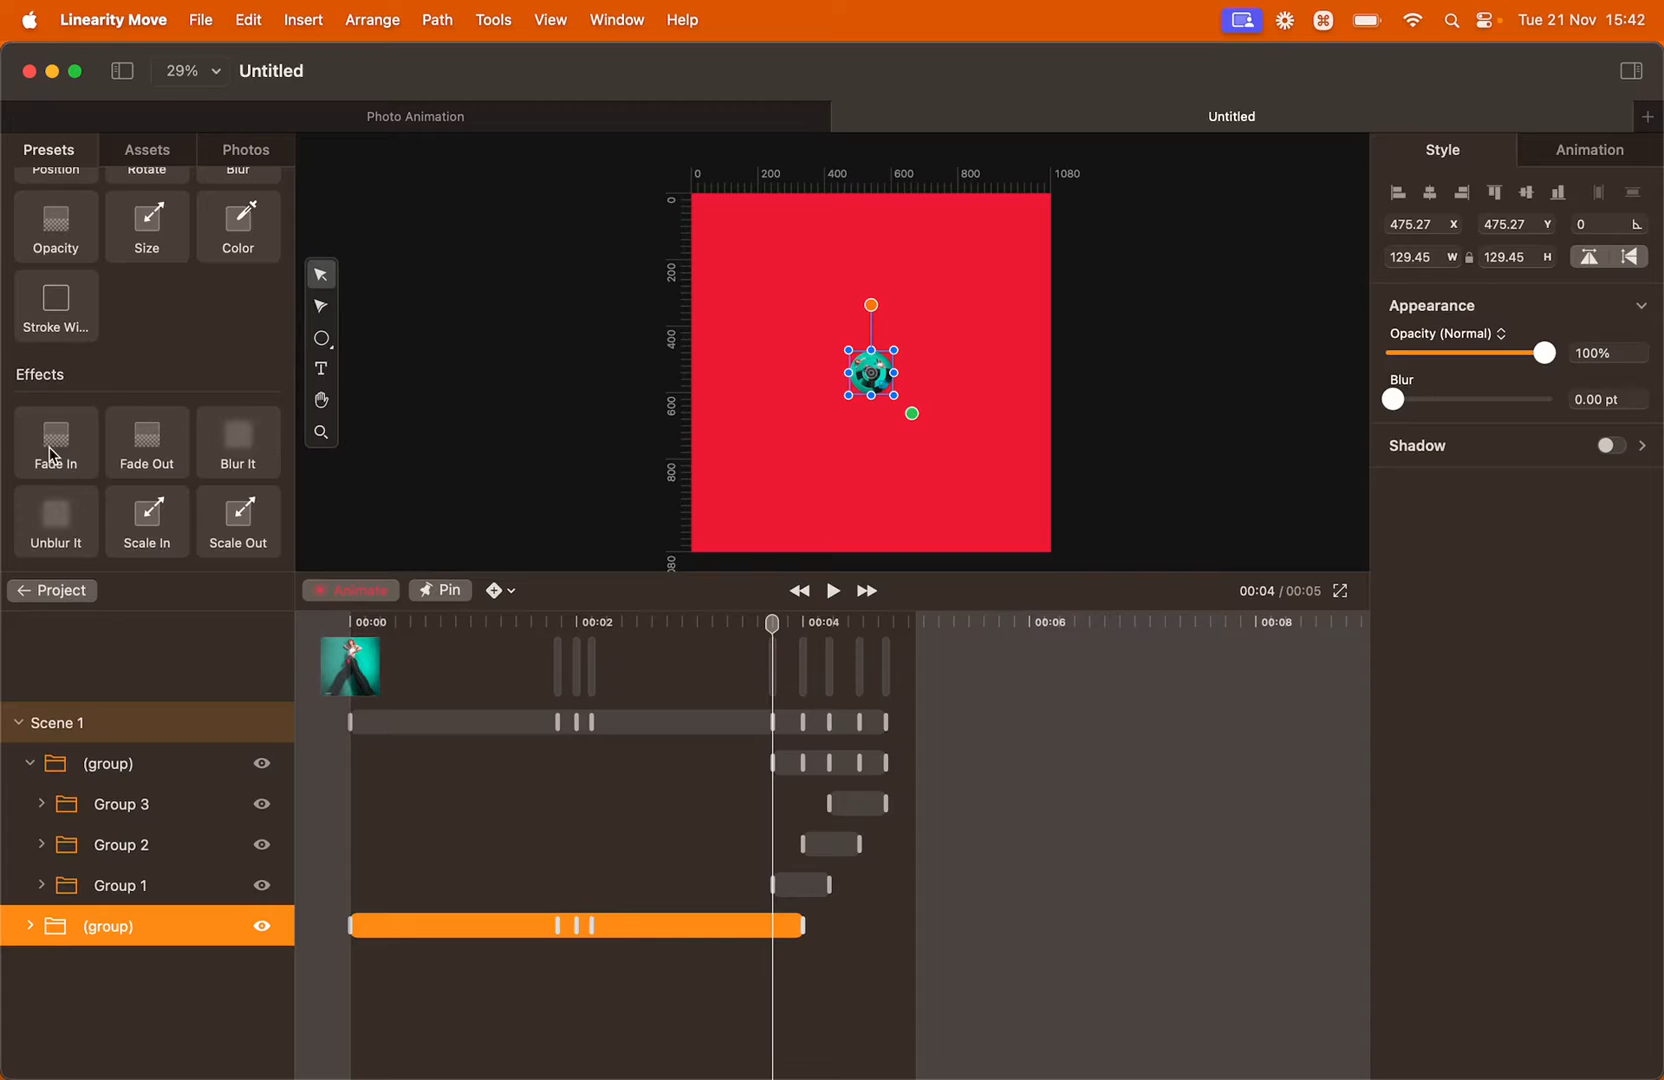 Linearity Move File Edit Insert Arrange Path Tools View Window Help Tue 21 Nov 15:42
29% Untitled
Photo Animation Untitled +
Presets Assets Photos
Position Rotate Blur
Opacity Size Color
Stroke Wi...
Effects
Fade In Fade Out Blur It
Unblur It Scale In Scale Out
0 200 400 600 800 1080
0
200
400
600
800
T
Style Animation
475.27 X 475.27 Y 0
129.45 W 129.45 H
Appearance
Opacity (Normal)
100%
Blur
0.00 pt
Shadow
Project
Animate Pin 00:04 / 00:05
00:00 00:02 00:04 00:06 00:08
Scene 1
(group)
Group 3
Group 2
Group 1
(group)